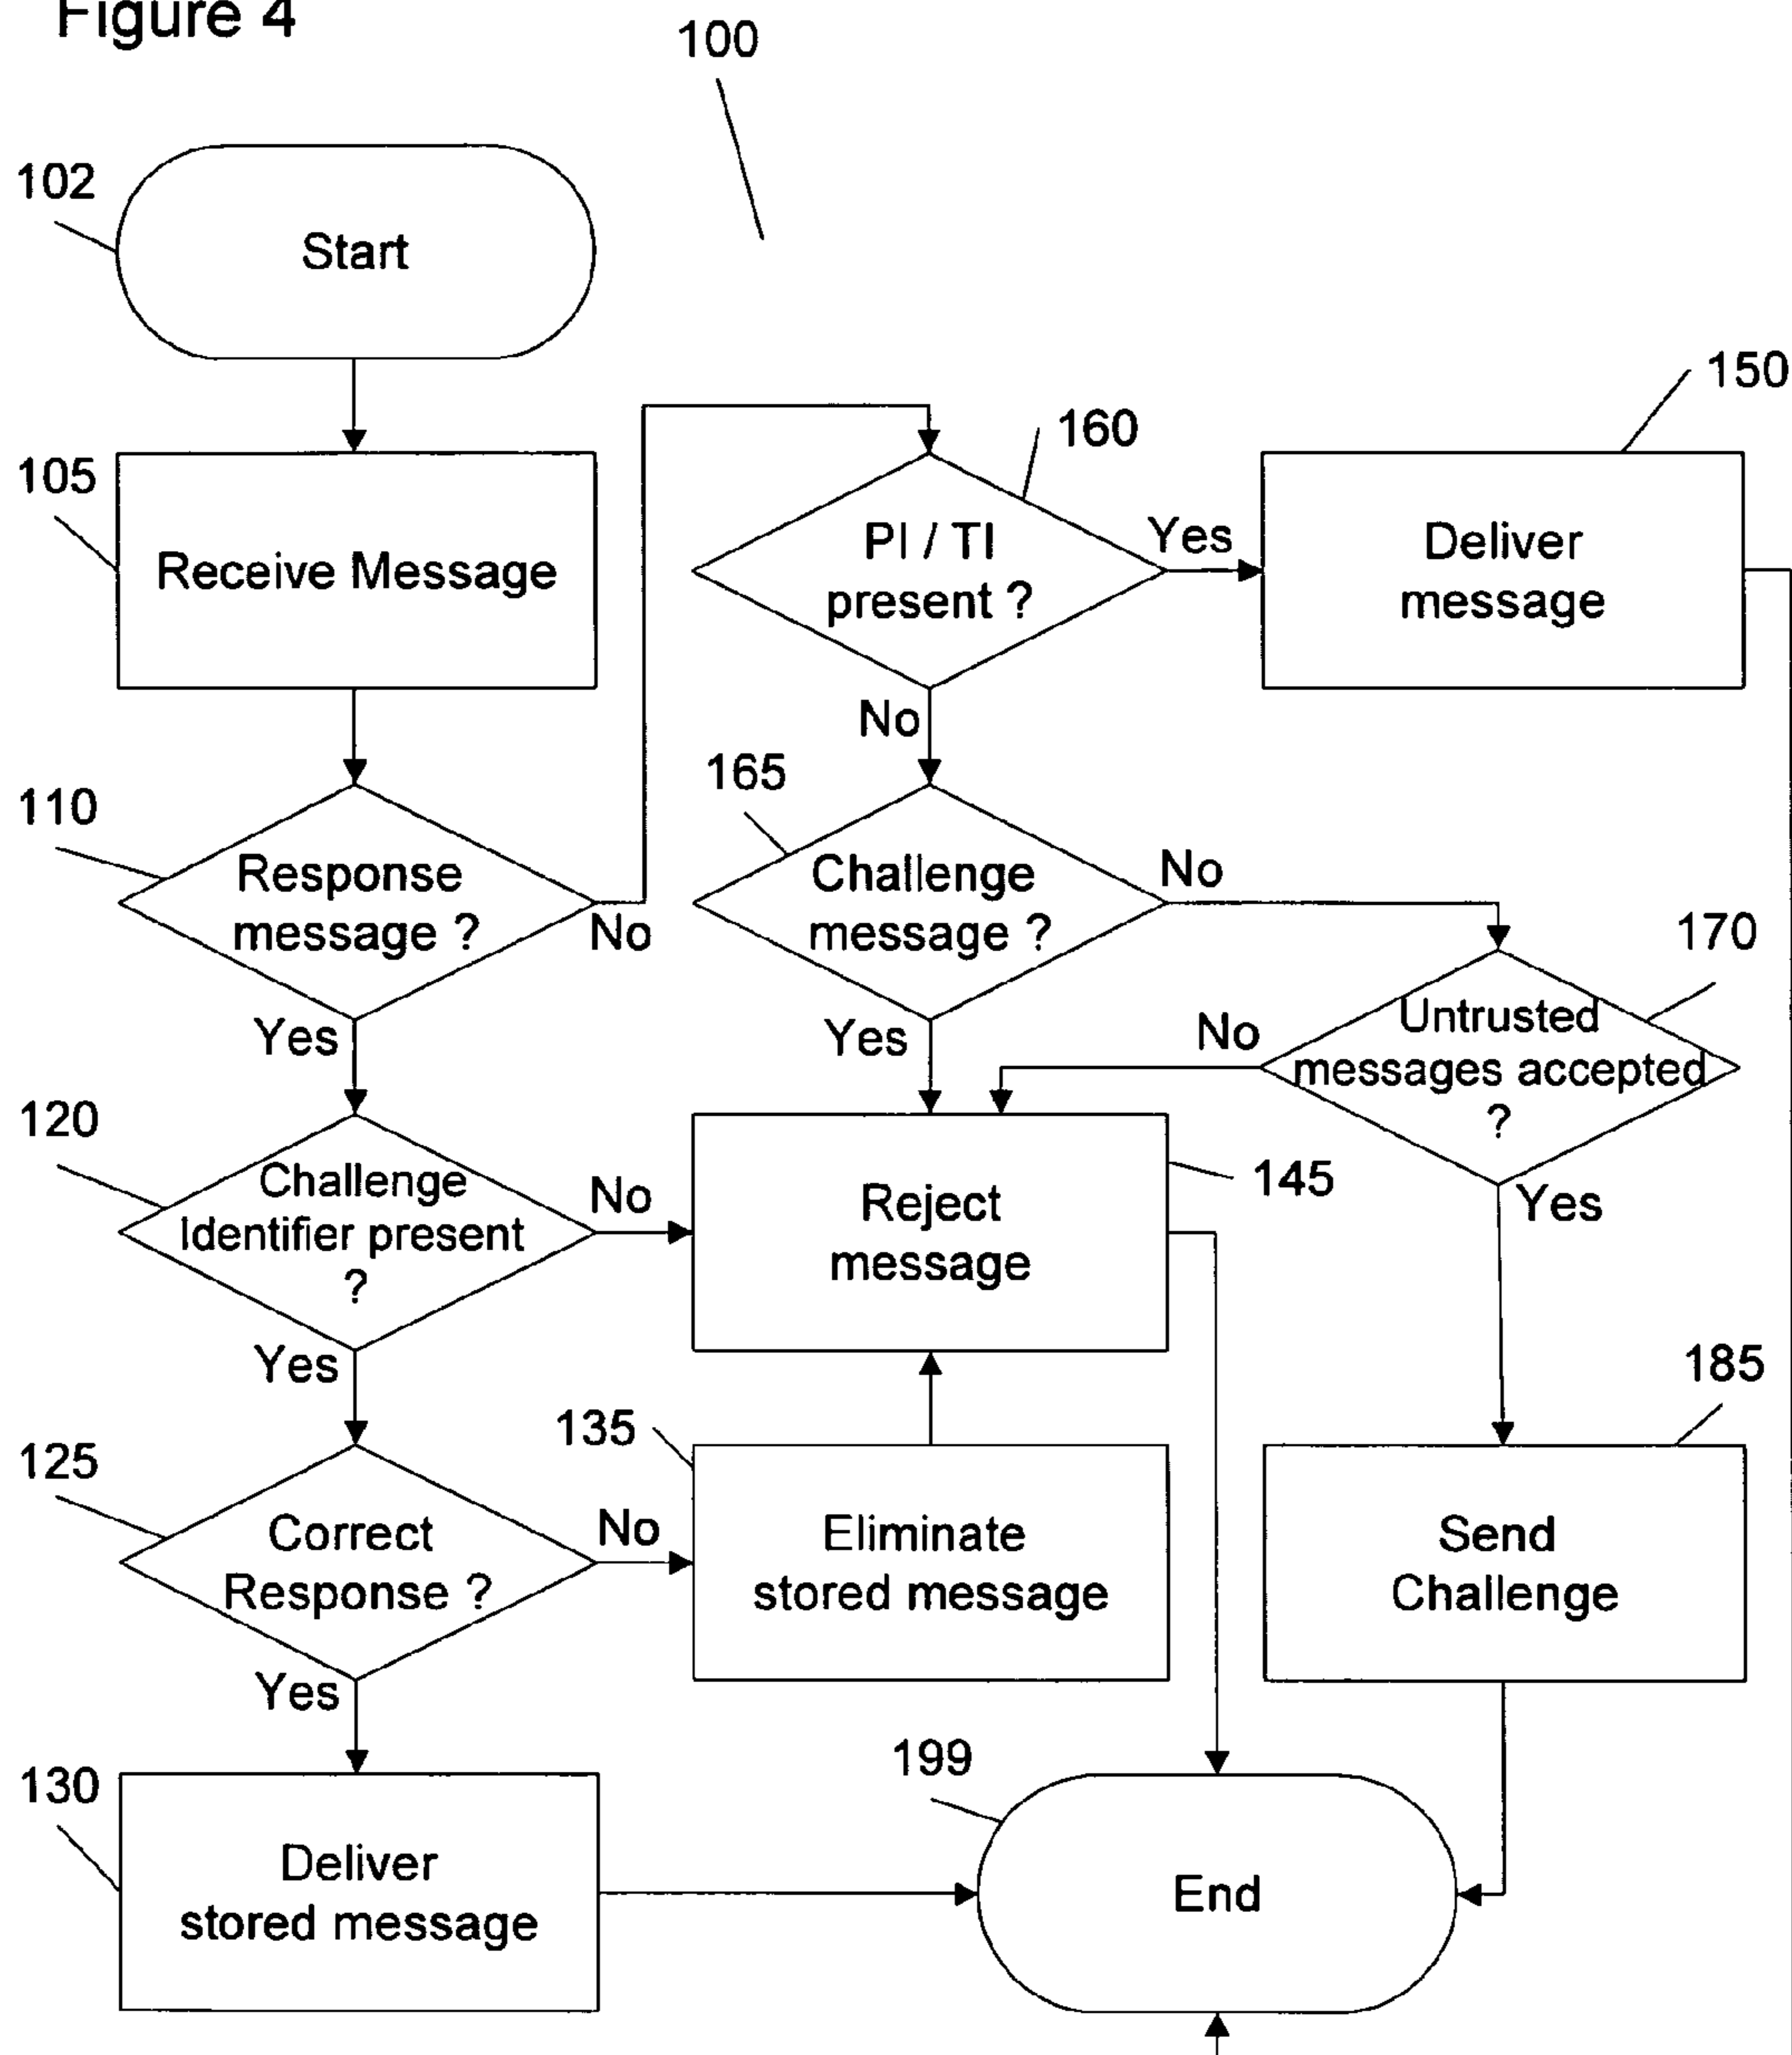 Figure 4
100
102
Start
150
160
105
Receive Message
PI / TI
present ?
Yes
Deliver
message
No
165
110
Response
message ?
No
Challenge
message ?
No
170
Yes
Yes
No
Untrusted
messages accepted
?
120
Challenge
Identifier present
?
No
Reject
message
145
Yes
Yes
185
135
125
Correct
Response ?
No
Eliminate
stored message
Send
Challenge
Yes
199
130
Deliver
stored message
End